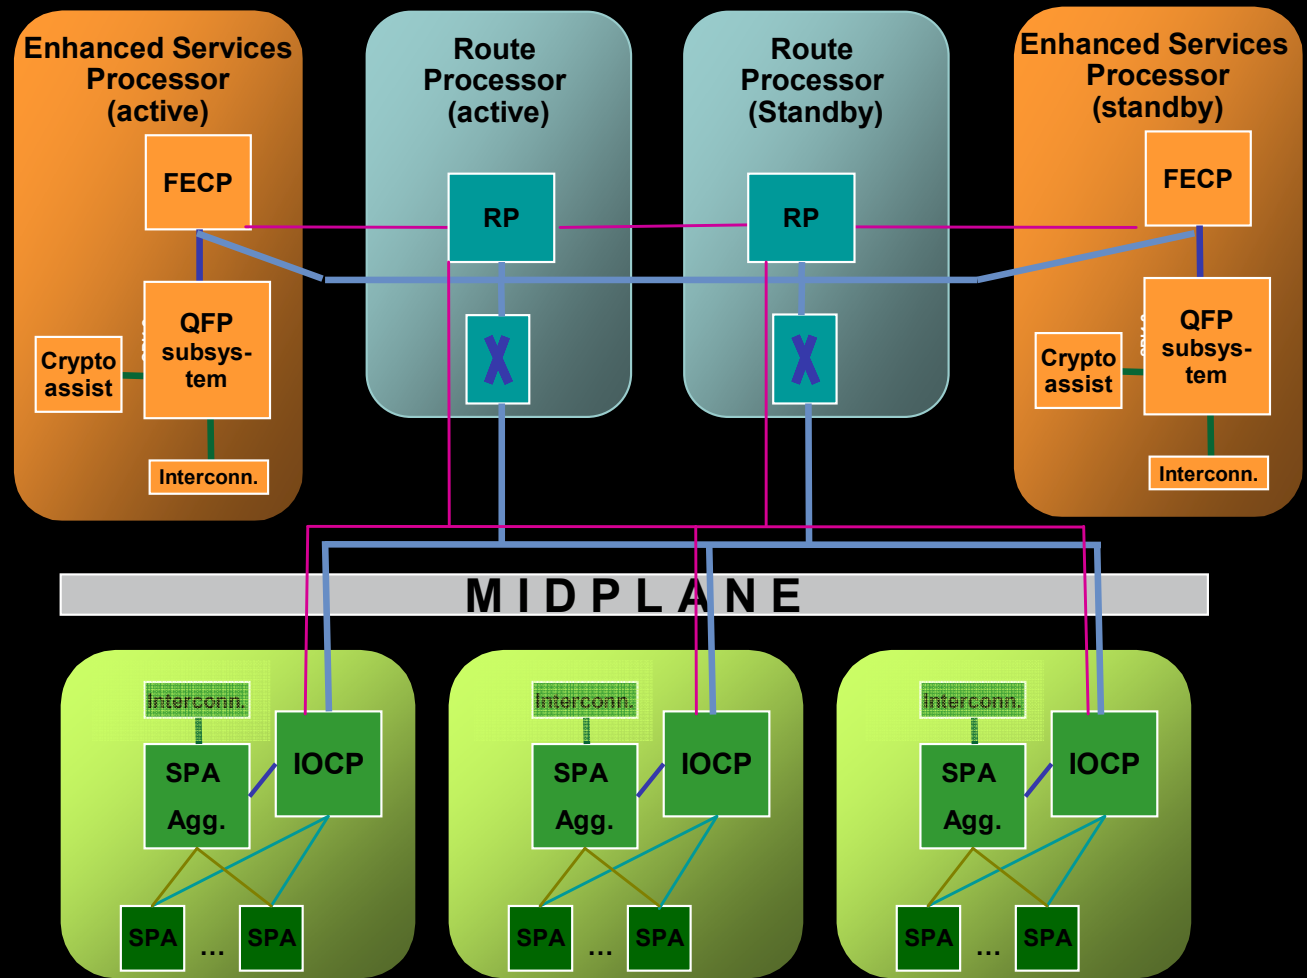 Enhanced Services
Processor
(active)
FECP
QFP
subsys-
tem
Crypto
assist
Interconn.
Route
Processor
(active)
RP
Route
Processor
(Standby)
RP
Enhanced Services
Processor
(standby)
FECP
QFP
subsys-
tem
Crypto
assist
Interconn.
MIDPLANE
Interconn.
SPA
Agg.
IOCP
SPA
...
SPA
Interconn.
SPA
Agg.
IOCP
SPA
...
SPA
Interconn.
SPA
Agg.
IOCP
SPA
...
SPA